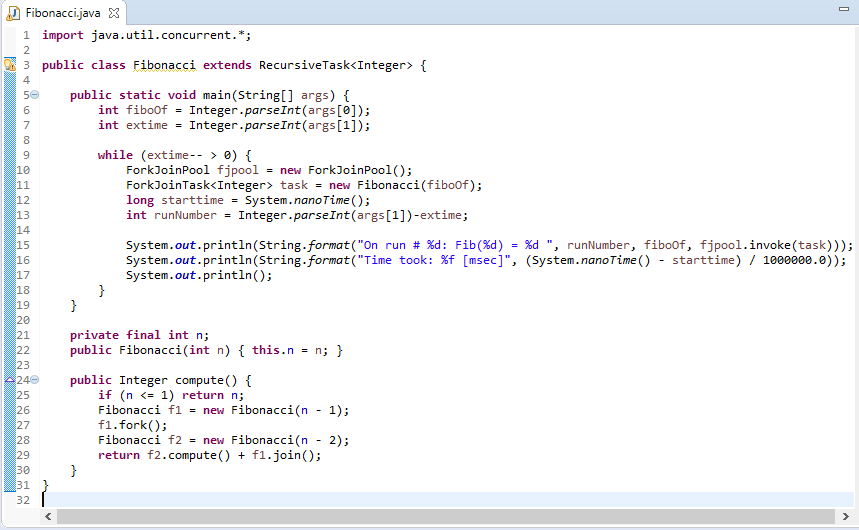 Fibonacci.java
1 import java.util.concurrent.*;
2
3 public class Fibonacci extends RecursiveTask<Integer> {
4
5 public static void main(String[] args) {
6 int fiboOf = Integer.parseInt(args[0]);
7 int extime = Integer.parseInt(args[1]);
8
9 while (extime-- > 0) {
10 ForkJoinPool fjpool = new ForkJoinPool();
11 ForkJoinTask<Integer> task = new Fibonacci(fiboOf);
12 long starttime = System.nanoTime();
13 int runNumber = Integer.parseInt(args[1])-extime;
14
15 System.out.println(String.format("On run # %d: Fib(%d) = %d ", runNumber, fiboOf, fjpool.invoke(task)));
16 System.out.println(String.format("Time took: %f [msec]", (System.nanoTime() - starttime) / 1000000.0));
17 System.out.println();
18 }
19 }
20
21 private final int n;
22 public Fibonacci(int n) { this.n = n; }
23
24 public Integer compute() {
25 if (n <= 1) return n;
26 Fibonacci f1 = new Fibonacci(n - 1);
27 f1.fork();
28 Fibonacci f2 = new Fibonacci(n - 2);
29 return f2.compute() + f1.join();
30 }
31 }
32